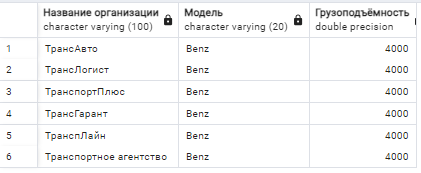 Название организации Модель Грузоподъёмность
character varying (100) character varying (20) double precision
1 ТрансАвто Benz 4000
2 ТрансЛогист Benz 4000
3 ТранспортПлюс Benz 4000
4 ТрансГарант Benz 4000
5 ТранспЛайн Benz 4000
6 Транспортное агентство Benz 4000